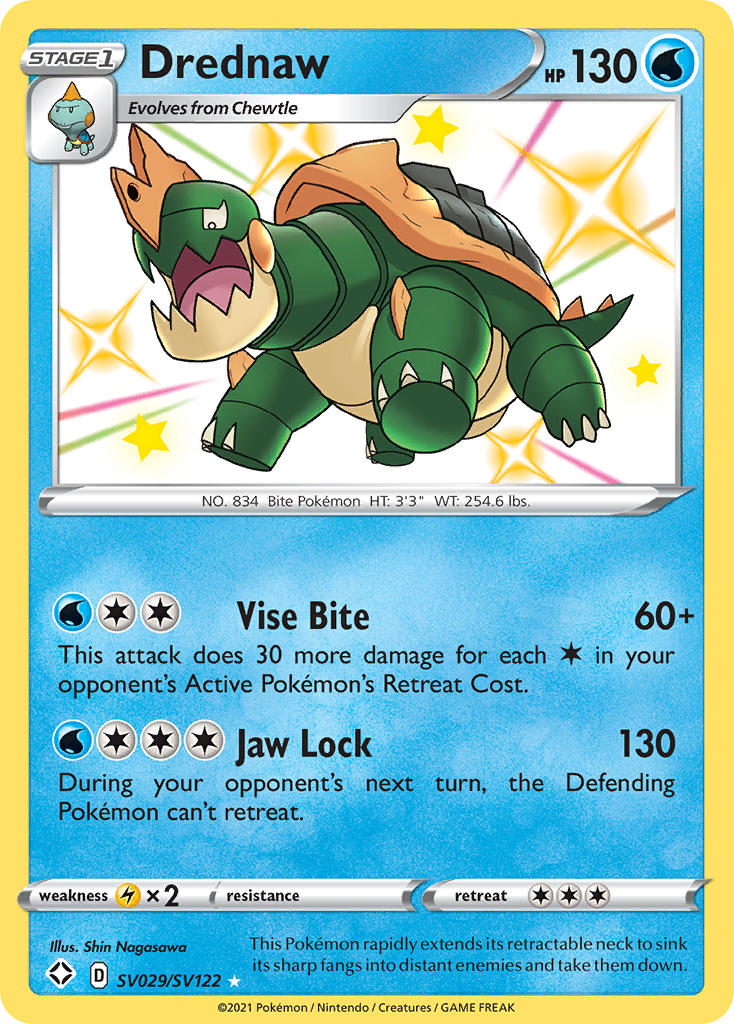 STAGE 1
Drednaw
HP 130
Evolves from Chewtle
NO. 834 Bite Pokémon HT: 3'3" WT: 254.6 lbs.
Vise Bite 60+
This attack does 30 more damage for each ✶ in your
opponent's Active Pokémon's Retreat Cost.
Jaw Lock 130
During your opponent's next turn, the Defending
Pokémon can't retreat.
weakness ×2 resistance retreat
Illus. Shin Nagasawa
This Pokémon rapidly extends its retractable neck to sink
its sharp fangs into distant enemies and take them down.
D SV029/SV122 ★
©2021 Pokémon / Nintendo / Creatures / GAME FREAK